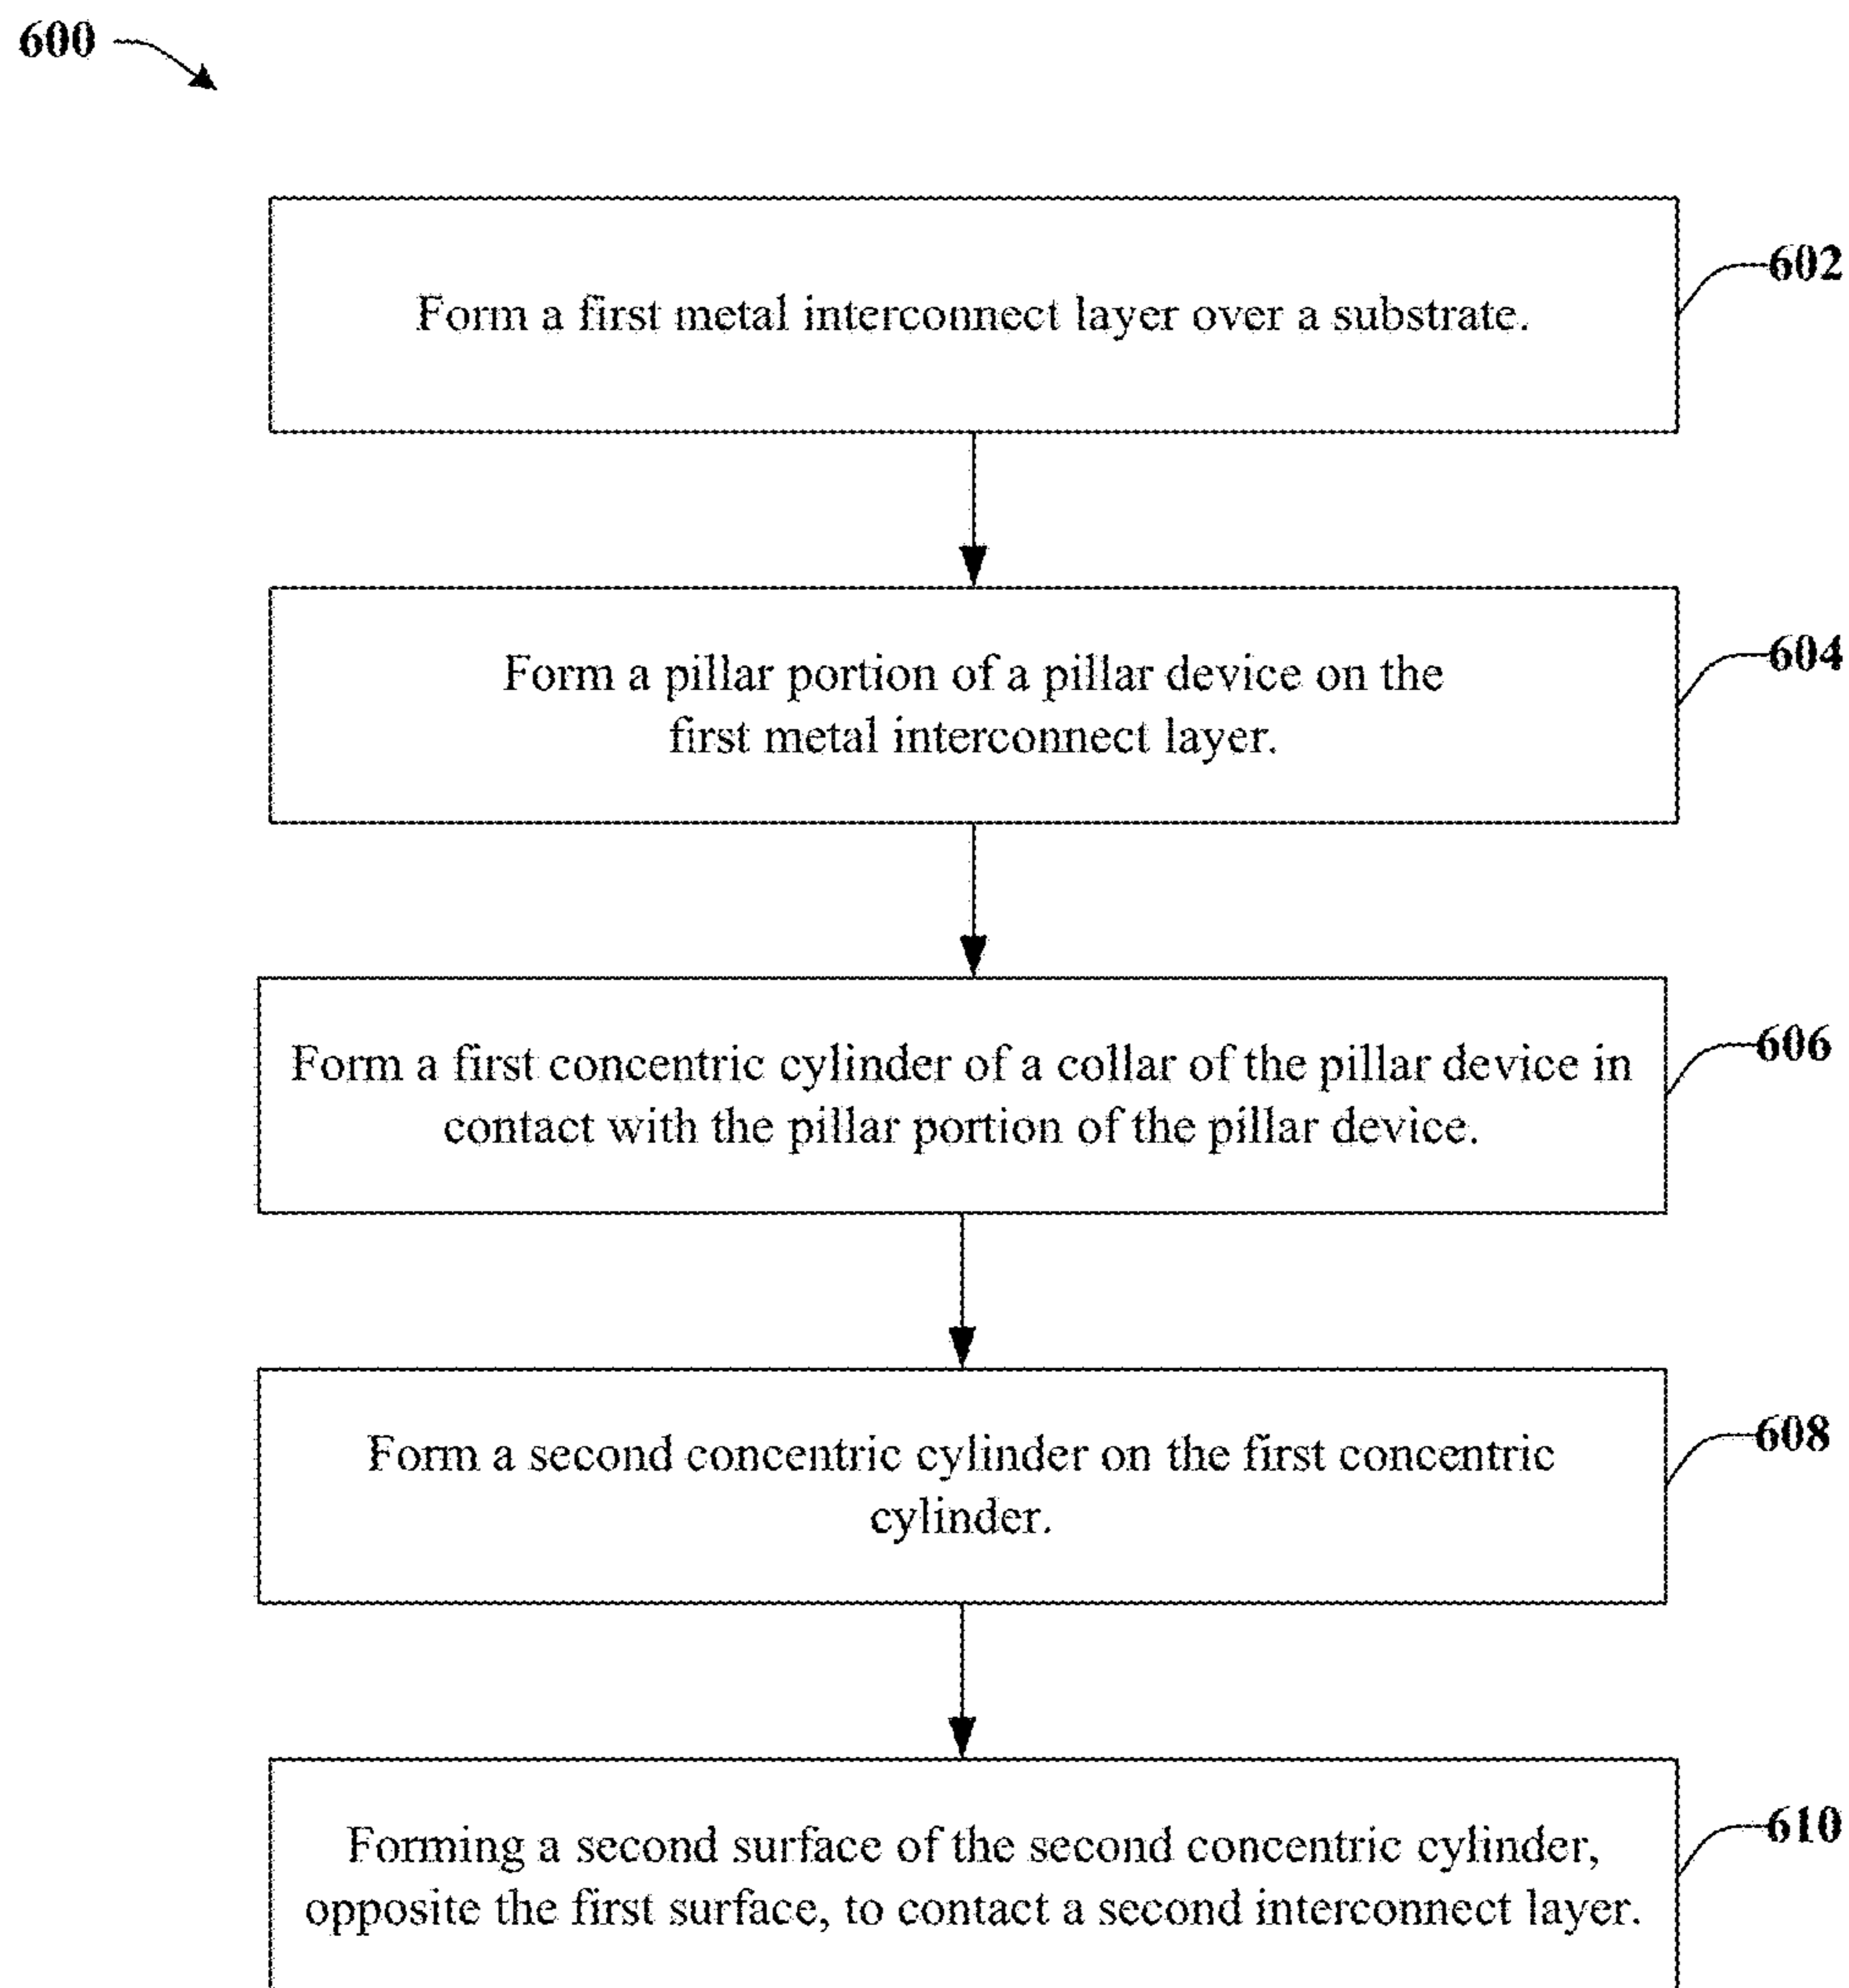 600
Form a first metal interconnect layer over a substrate.
602
Form a pillar portion of a pillar device on the
first metal interconnect layer.
604
Form a first concentric cylinder of a collar of the pillar device in
contact with the pillar portion of the pillar device.
606
Form a second concentric cylinder on the first concentric
cylinder.
608
Forming a second surface of the second concentric cylinder,
opposite the first surface, to contact a second interconnect layer.
610